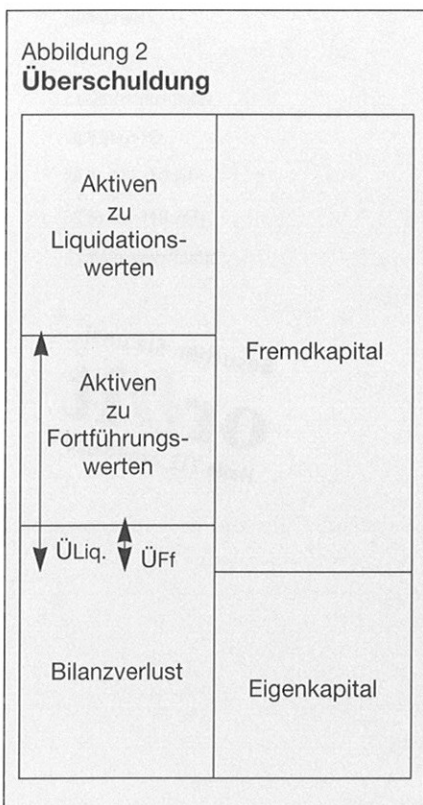 Abbildung 2
Überschuldung
Aktiven
zu
Liquidations-
werten
Aktiven
zu
Fortführungs-
werten
ÜLiq.
ÜFf
Bilanzverlust
Fremdkapital
Eigenkapital